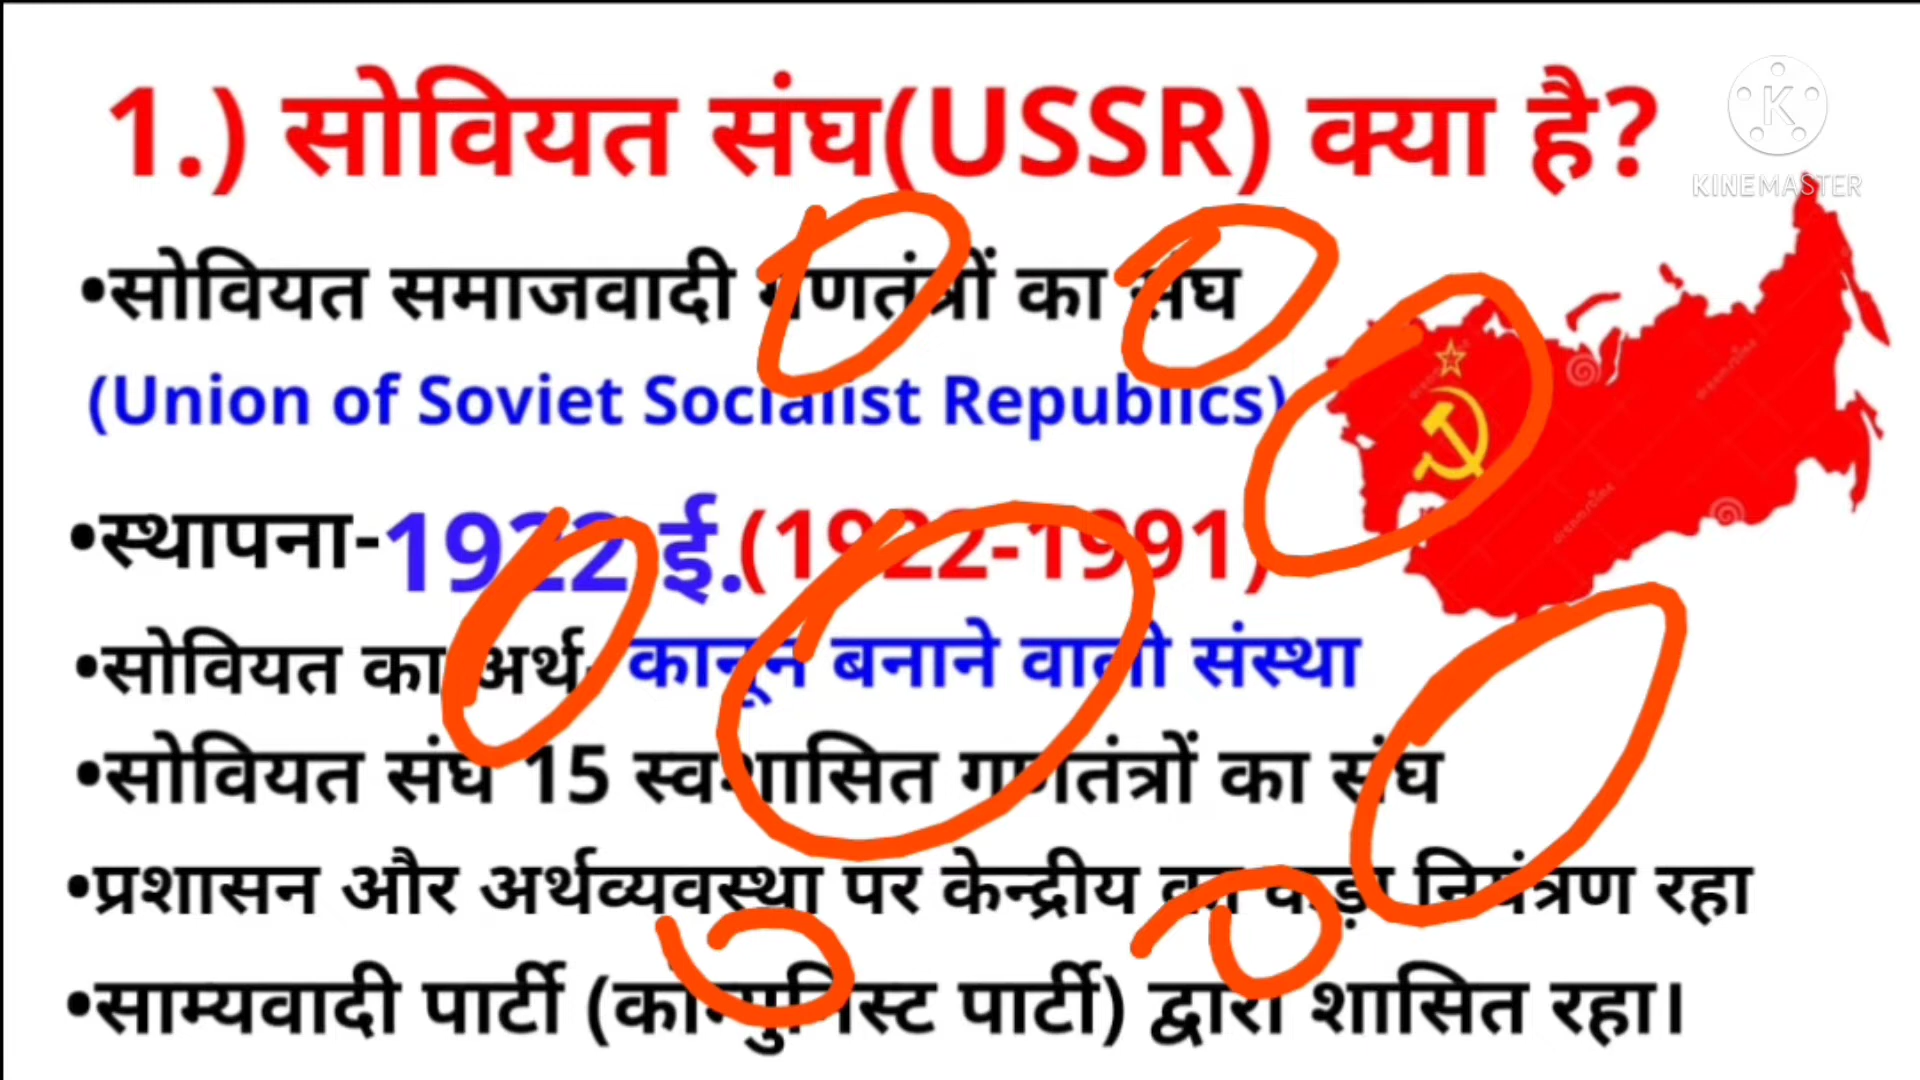 1.) सोवियत संघ(USSR) क्या है?
KINEMASTER
•सोवियत समाजवादी गणतंत्रों का संघ
(Union of Soviet Socialist Republics)
•स्थापना-1922 ई.(1922-1991)
•सोवियत का अर्थ- कानून बनाने वाली संस्था
•सोवियत संघ 15 स्वशासित गणतंत्रों का संघ
•प्रशासन और अर्थव्यवस्था पर केन्द्रीय का कड़ा नियंत्रण रहा
•साम्यवादी पार्टी (काम्युनिस्ट पार्टी) द्वारा शासित रहा।